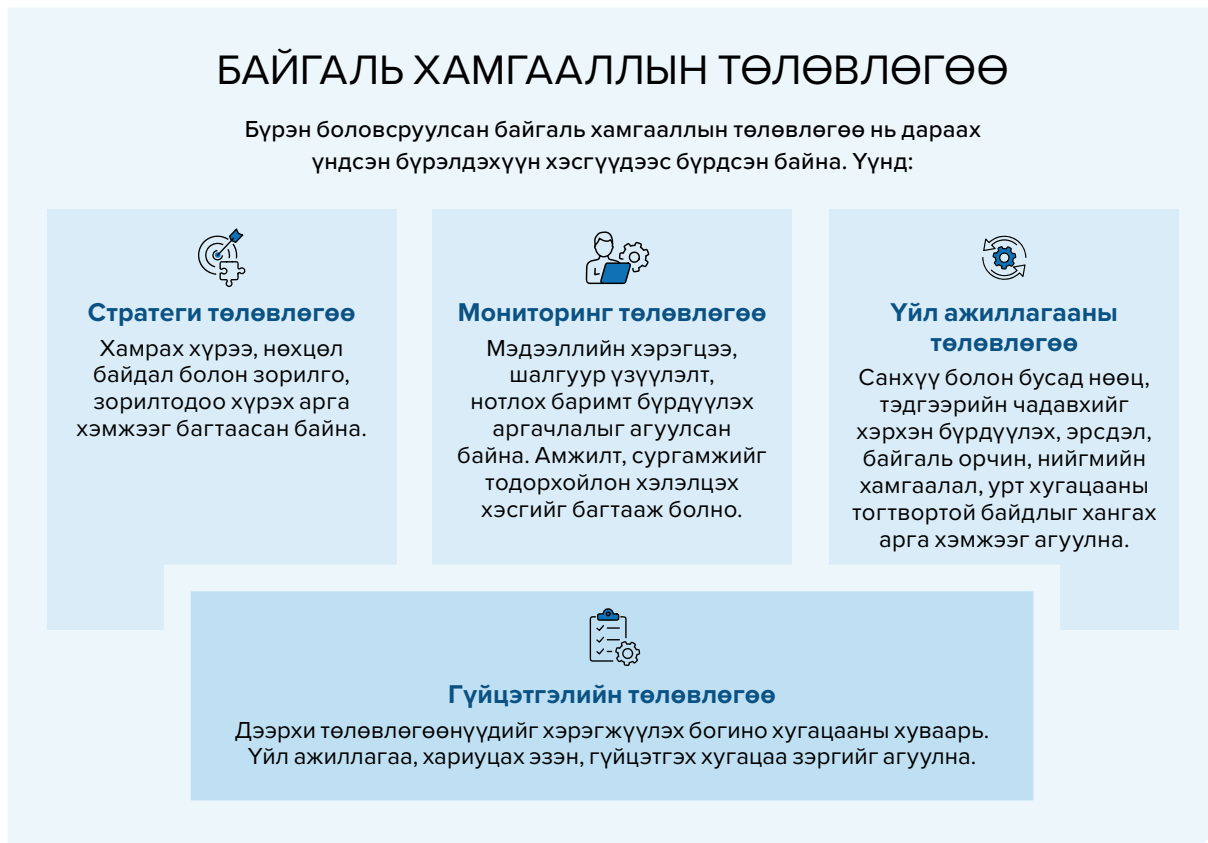 БАЙГАЛЬ ХАМГААЛЛЫН ТӨЛӨВЛӨГӨӨ
Бүрэн боловсруулсан байгаль хамгааллын төлөвлөгөө нь дараах
үндсэн бүрэлдэхүүн хэсгүүдээс бүрдсэн байна. Үүнд:
Стратеги төлөвлөгөө
Хамрах хүрээ, нөхцөл
байдал болон зорилго,
зорилтодоо хүрэх арга
хэмжээг багтаасан байна.
Мониторинг төлөвлөгөө
Мэдээллийн хэрэгцээ,
шалгуур үзүүлэлт,
нотлох баримт бүрдүүлэх
аргачлалыг агуулсан
байна. Амжилт, сургамжийг
тодорхойлон хэлэлцэх
хэсгийг багтааж болно.
Үйл ажиллагааны
төлөвлөгөө
Санхүү болон бусад нөөц,
тэдгээрийн чадавхийг
хэрхэн бүрдүүлэх, эрсдэл,
байгаль орчин, нийгмийн
хамгаалал, урт хугацааны
тогтвортой байдлыг хангах
арга хэмжээг агуулна.
Гүйцэтгэлийн төлөвлөгөө
Дээрхи төлөвлөгөөнүүдийг хэрэгжүүлэх богино хугацааны хуваарь.
Үйл ажиллагаа, хариуцах эзэн, гүйцэтгэх хугацаа зэргийг агуулна.